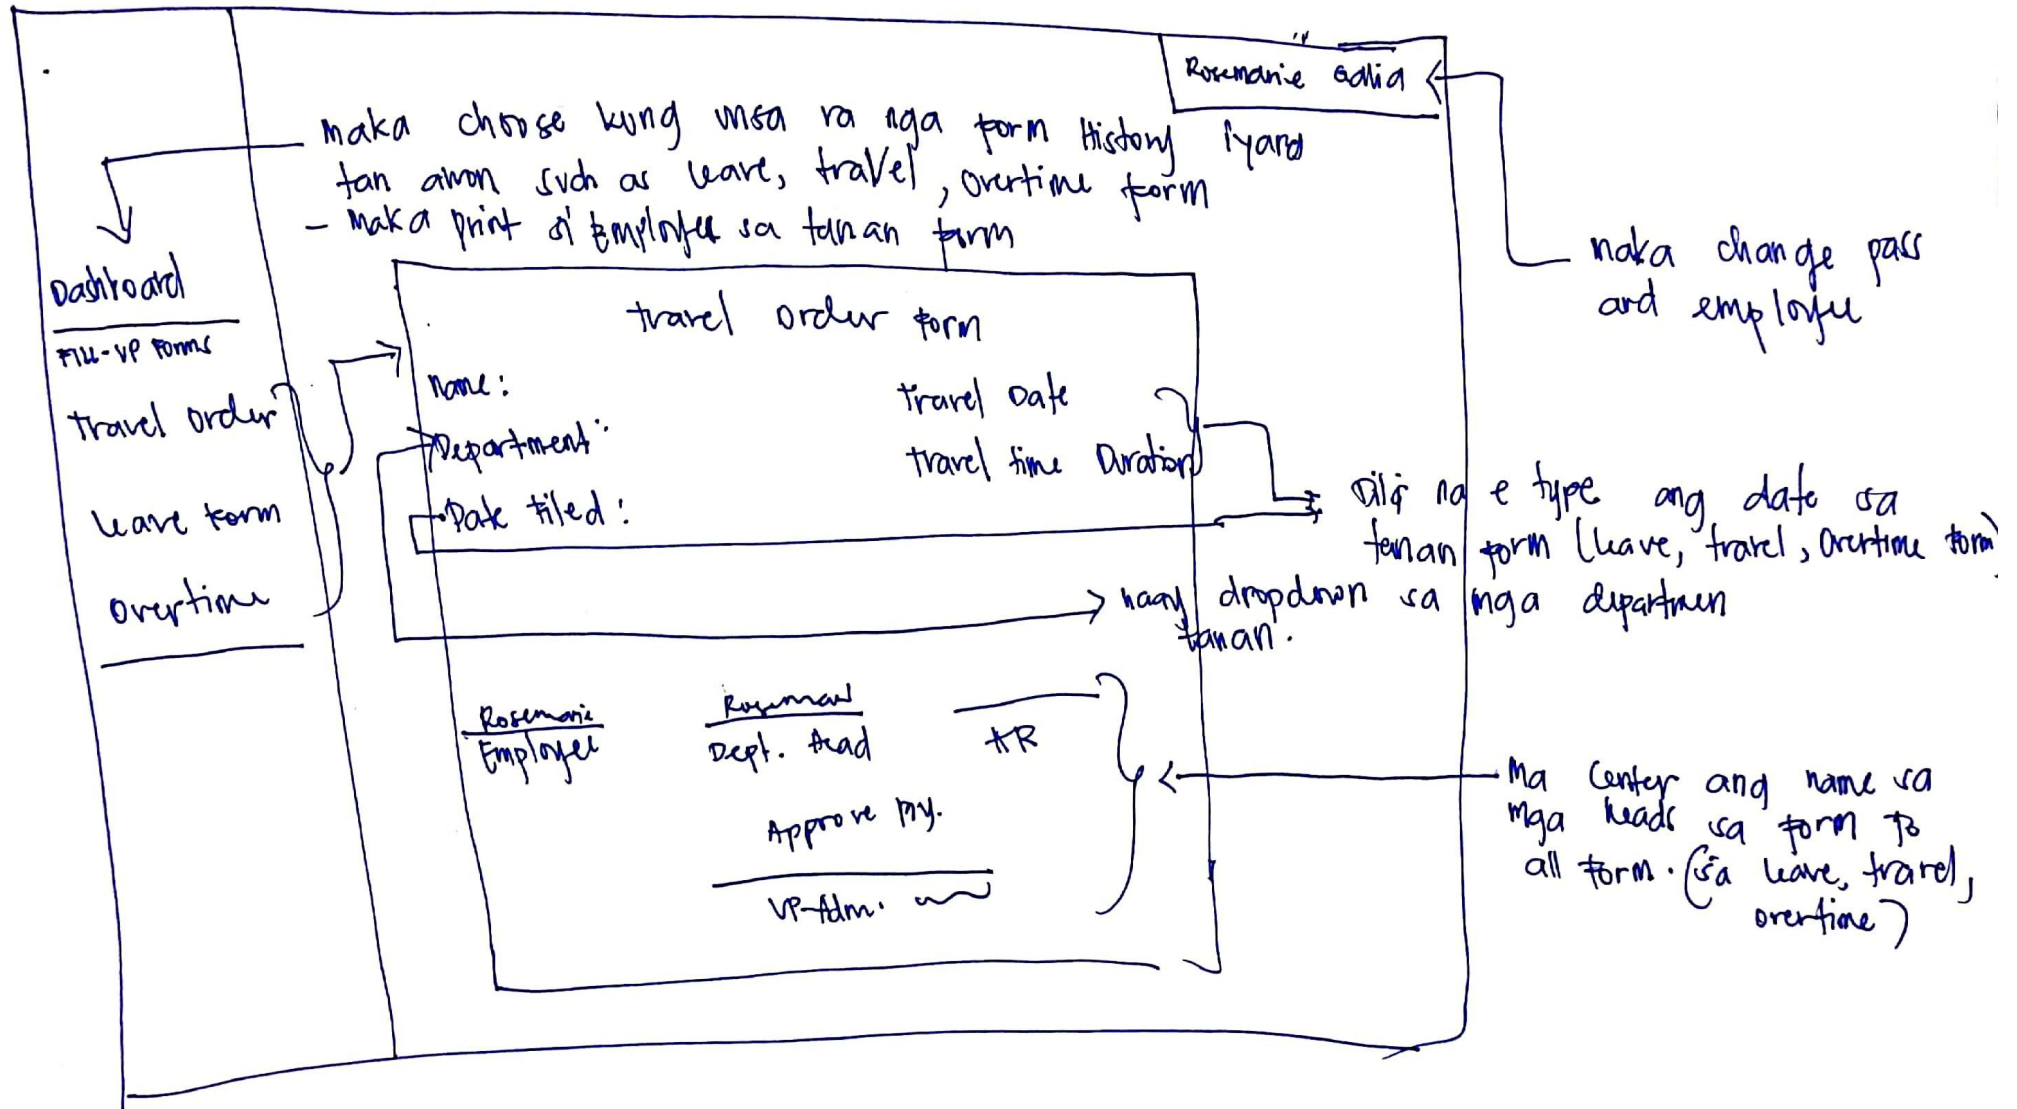 Rosemarie Galia
maka choose kung unsa ra nga form History iyang
tan awon such as leave, travel, overtime form
- maka print si Employee sa tanan form
maka change pass
ard employee
Dashboard
FILL-UP Forms
Travel order
leave form
overtime
travel order form
Name:
Department:
Date filed:
travel Date
travel time Duration
Dili na e type ang date sa
tanan form (leave, travel, overtime form)
naay dropdown sa mga departmen
tanan.
Rosemarie
Employee
Dept. Head
HR
Approve by.
VP-Adm.
Ma Center ang name sa
mga heads sa form to
all form. (sa leave, travel,
overtime)